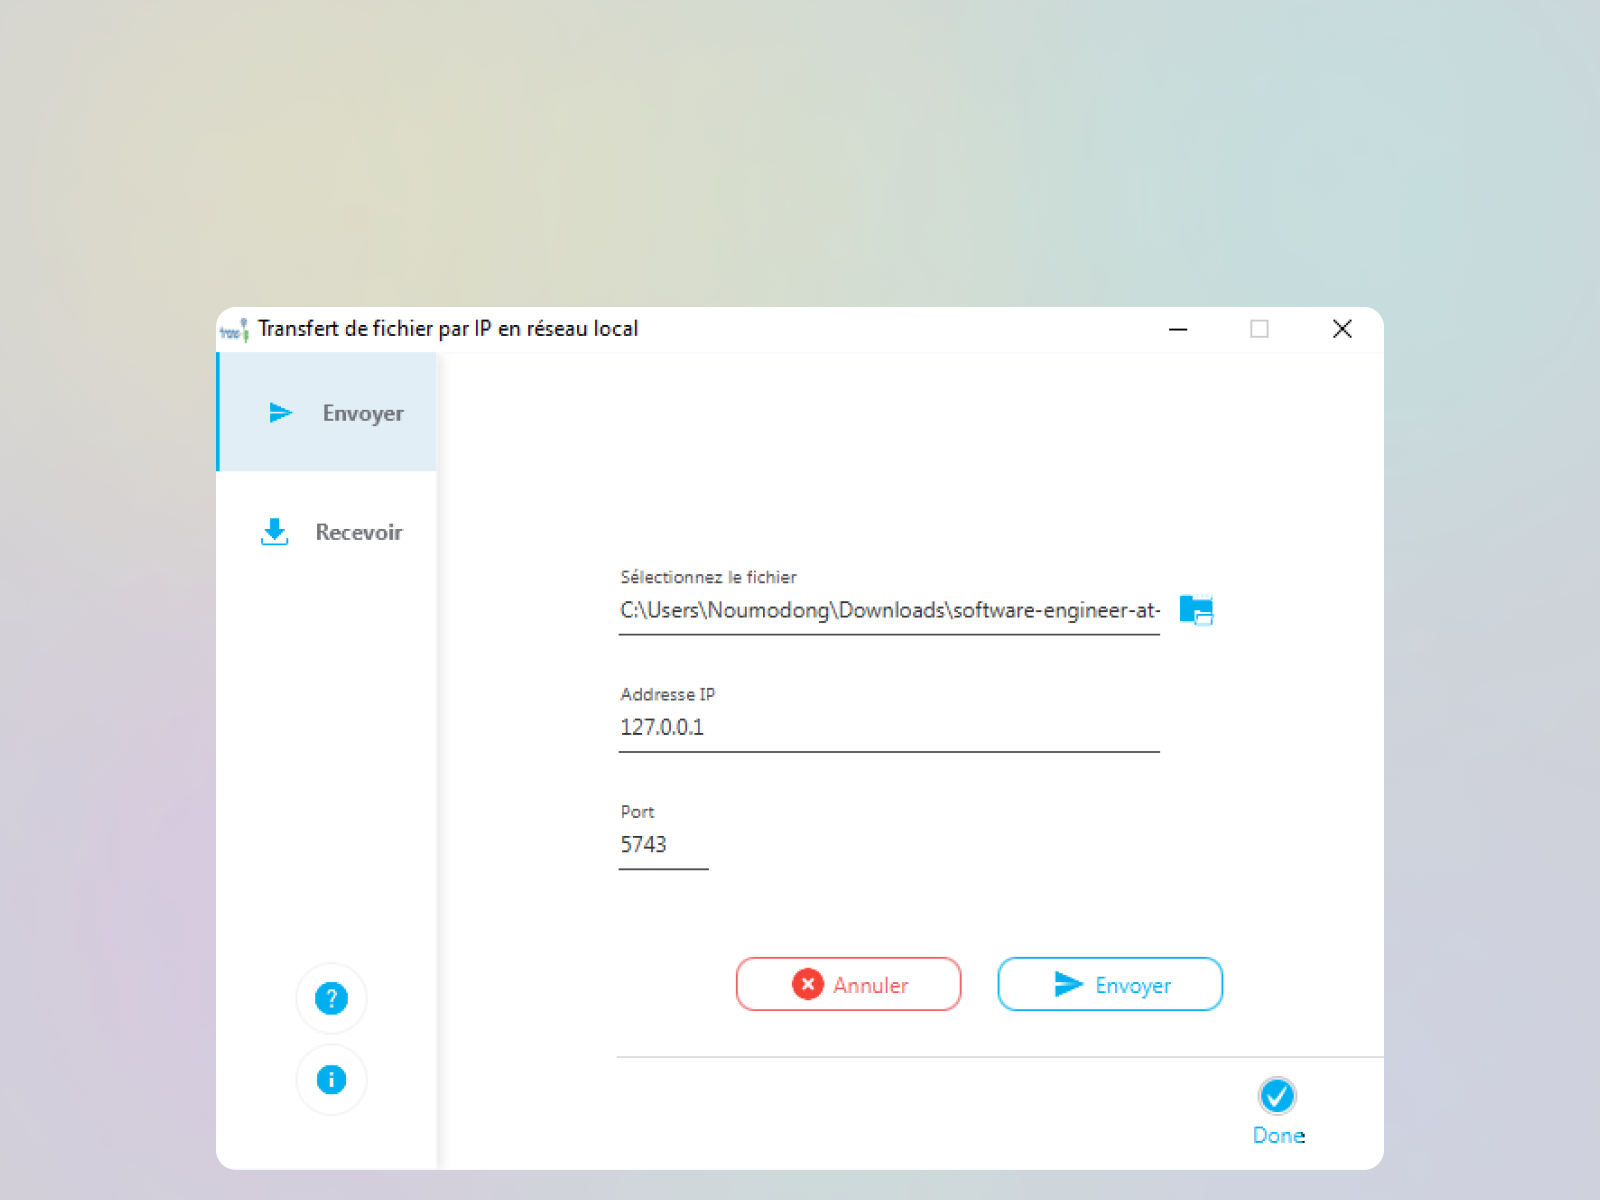 Transfert de fichier par IP en réseau local
Envoyer
Recevoir
Sélectionnez le fichier
C:\Users\Noumodong\Downloads\software-engineer-at-
Addresse IP
127.0.0.1
Port
5743
Annuler
Envoyer
Done